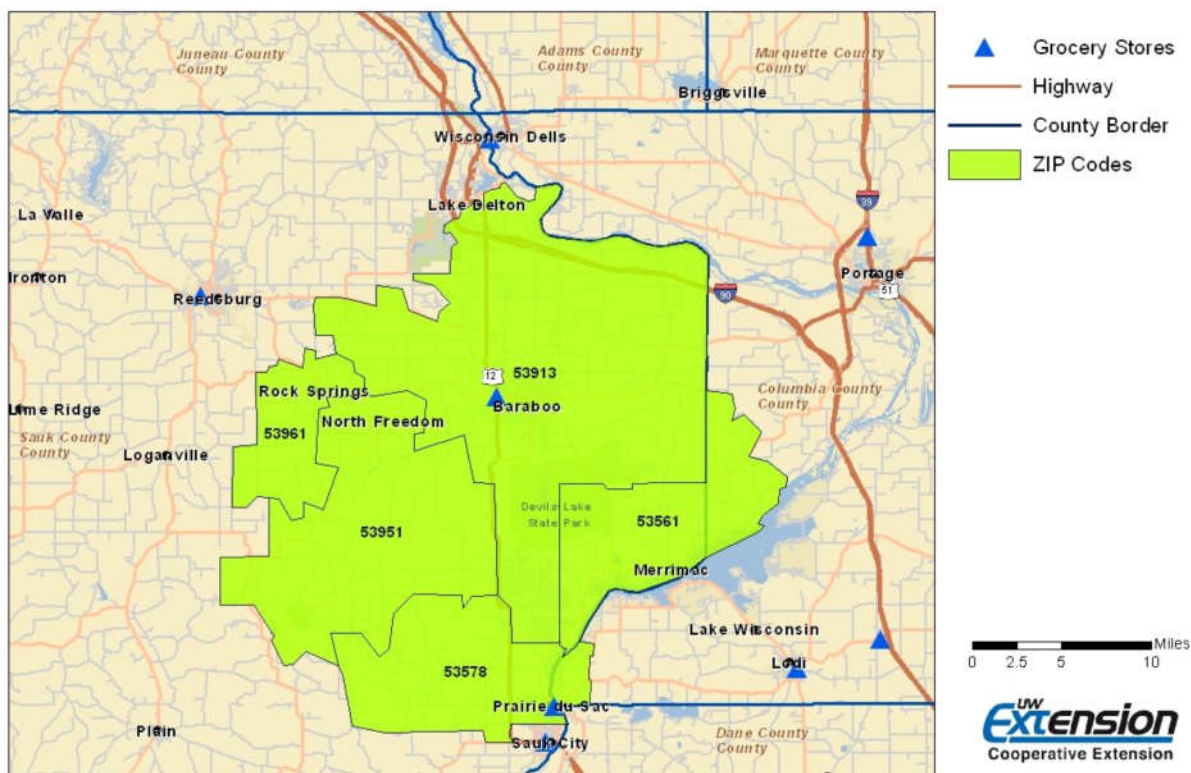 Juneau County
County
Adams County
County
Marquette County
County
Briggsville
Wisconsin Dells
La Valle
Lake Delton
39
Ironton
Portage
51
Reedsburg
90
12
53913
Rock Springs
Baraboo
Columbia County
County
Lime Ridge
North Freedom
53961
Sauk County
County
Loganville
Devils Lake
State Park
53561
53951
Merrimac
Lake Wisconsin
Lodi
53578
Prairie du Sac
Plain
Sauk City
Dane County
County
Grocery Stores
Highway
County Border
ZIP Codes
Miles
0 2.5 5 10
UW
Extension
Cooperative Extension